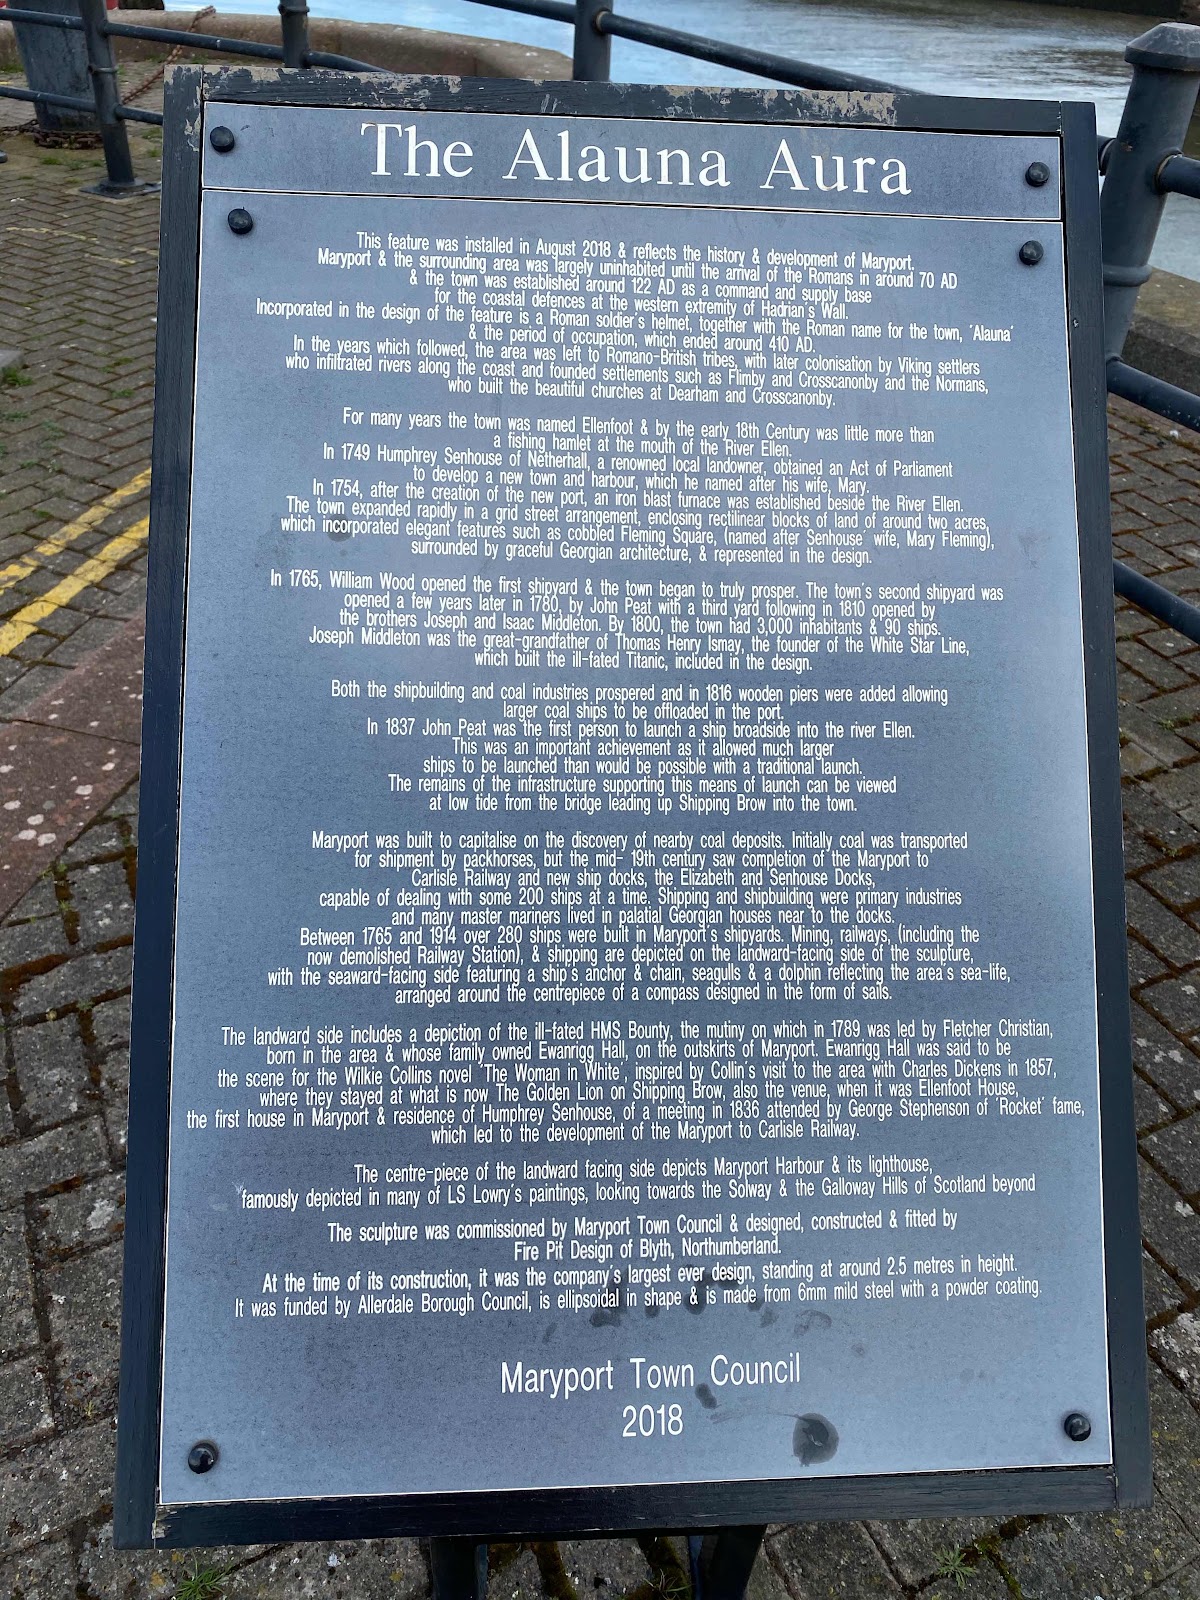 The Alauna Aura
This feature was installed in August 2018 & reflects the history & development of Maryport.
Maryport & the surrounding area was largely uninhabited until the arrival of the Romans in around 70 AD
& the town was established around 122 AD as a command and supply base
for the coastal defences at the western extremity of Hadrian's Wall.
Incorporated in the design of the feature is a Roman soldier's helmet, together with the Roman name for the town, 'Alauna'
& the period of occupation, which ended around 410 AD.
In the years which followed, the area was left to Romano-British tribes, with later colonisation by Viking settlers
who infiltrated rivers along the coast and founded settlements such as Flimby and Crosscanonby and the Normans,
who built the beautiful churches at Dearham and Crosscanonby.
For many years the town was named Ellenfoot & by the early 18th Century was little more than
a fishing hamlet at the mouth of the River Ellen.
In 1749 Humphrey Senhouse of Netherhall, a renowned local landowner, obtained an Act of Parliament
to develop a new town and harbour, which he named after his wife, Mary.
In 1754, after the creation of the new port, an iron blast furnace was established beside the River Ellen.
The town expanded rapidly in a grid street arrangement, enclosing rectilinear blocks of land of around two acres,
which incorporated elegant features such as cobbled Fleming Square, (named after Senhouse' wife, Mary Fleming),
surrounded by graceful Georgian architecture, & represented in the design.
In 1765, William Wood opened the first shipyard & the town began to truly prosper. The town's second shipyard was
opened a few years later in 1780, by John Peat with a third yard following in 1810 opened by
the brothers Joseph and Isaac Middleton. By 1800, the town had 3,000 inhabitants & 90 ships.
Joseph Middleton was the great-grandfather of Thomas Henry Ismay, the founder of the White Star Line,
which built the ill-fated Titanic, included in the design.
Both the shipbuilding and coal industries prospered and in 1816 wooden piers were added allowing
larger coal ships to be offloaded in the port.
In 1837 John Peat was the first person to launch a ship broadside into the river Ellen.
This was an important achievement as it allowed much larger
ships to be launched than would be possible with a traditional launch.
The remains of the infrastructure supporting this means of launch can be viewed
at low tide from the bridge leading up Shipping Brow into the town.
Maryport was built to capitalise on the discovery of nearby coal deposits. Initially coal was transported
for shipment by packhorses, but the mid- 19th century saw completion of the Maryport to
Carlisle Railway and new ship docks, the Elizabeth and Senhouse Docks,
capable of dealing with some 200 ships at a time. Shipping and shipbuilding were primary industries
and many master mariners lived in palatial Georgian houses near to the docks.
Between 1765 and 1914 over 280 ships were built in Maryport's shipyards. Mining, railways, (including the
now demolished Railway Station), & shipping are depicted on the landward-facing side of the sculpture,
with the seaward-facing side featuring a ship's anchor & chain, seagulls & a dolphin reflecting the area's sea-life,
arranged around the centrepiece of a compass designed in the form of sails.
The landward side includes a depiction of the ill-fated HMS Bounty, the mutiny on which in 1789 was led by Fletcher Christian,
born in the area & whose family owned Ewanrigg Hall, on the outskirts of Maryport. Ewanrigg Hall was said to be
the scene for the Wilkie Collins novel 'The Woman in White', inspired by Collin's visit to the area with Charles Dickens in 1857,
where they stayed at what is now The Golden Lion on Shipping Brow, also the venue, when it was Ellenfoot House,
the first house in Maryport & residence of Humphrey Senhouse, of a meeting in 1836 attended by George Stephenson of 'Rocket' fame,
which led to the development of the Maryport to Carlisle Railway.
The centre-piece of the landward facing side depicts Maryport Harbour & its lighthouse,
famously depicted in many of LS Lowry's paintings, looking towards the Solway & the Galloway Hills of Scotland beyond
The sculpture was commissioned by Maryport Town Council & designed, constructed & fitted by
Fire Pit Design of Blyth, Northumberland.
At the time of its construction, it was the company's largest ever design, standing at around 2.5 metres in height.
It was funded by Allerdale Borough Council, is ellipsoidal in shape & is made from 6mm mild steel with a powder coating.
Maryport Town Council
2018